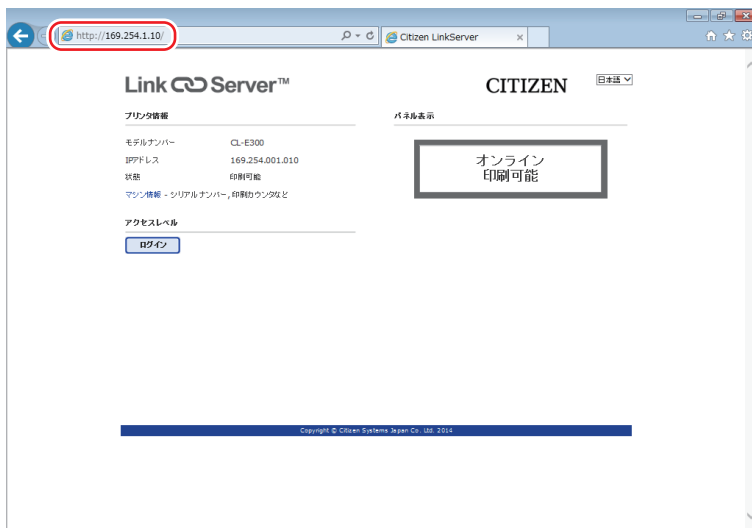 http://169.254.1.10/
Citizen LinkServer
Link Server™
CITIZEN
日本語
プリンタ情報
パネル表示
モデルナンバー CL-E300
IPアドレス 169.254.001.010
状態 印刷可能
マシン情報 - シリアルナンバー, 印刷カウンタなど
オンライン
印刷可能
アクセスレベル
ログイン
Copyright © Citizen Systems Japan Co. Ltd. 2014